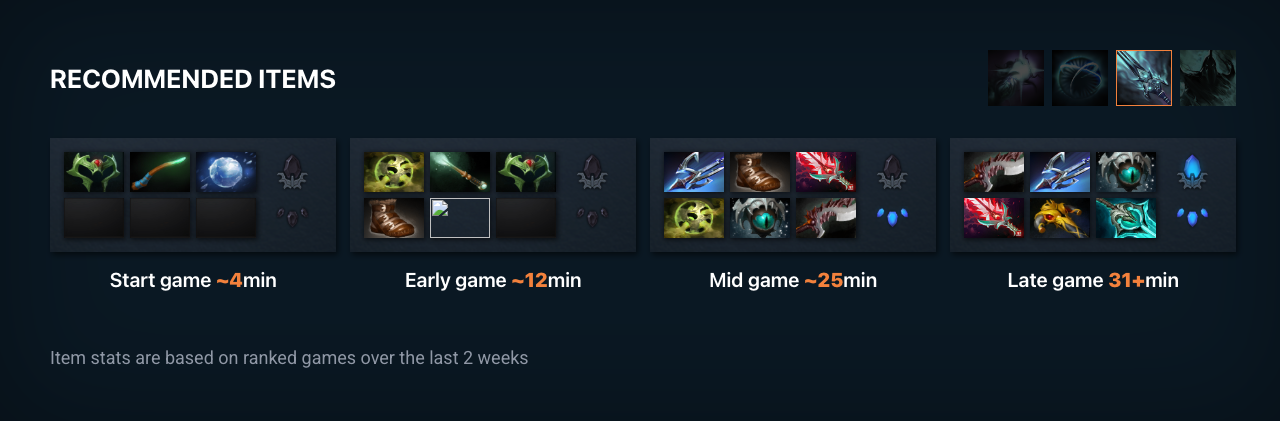 RECOMMENDED ITEMS
Start game ~4min
Early game ~12min
Mid game ~25min
Late game 31+min
Item stats are based on ranked games over the last 2 weeks